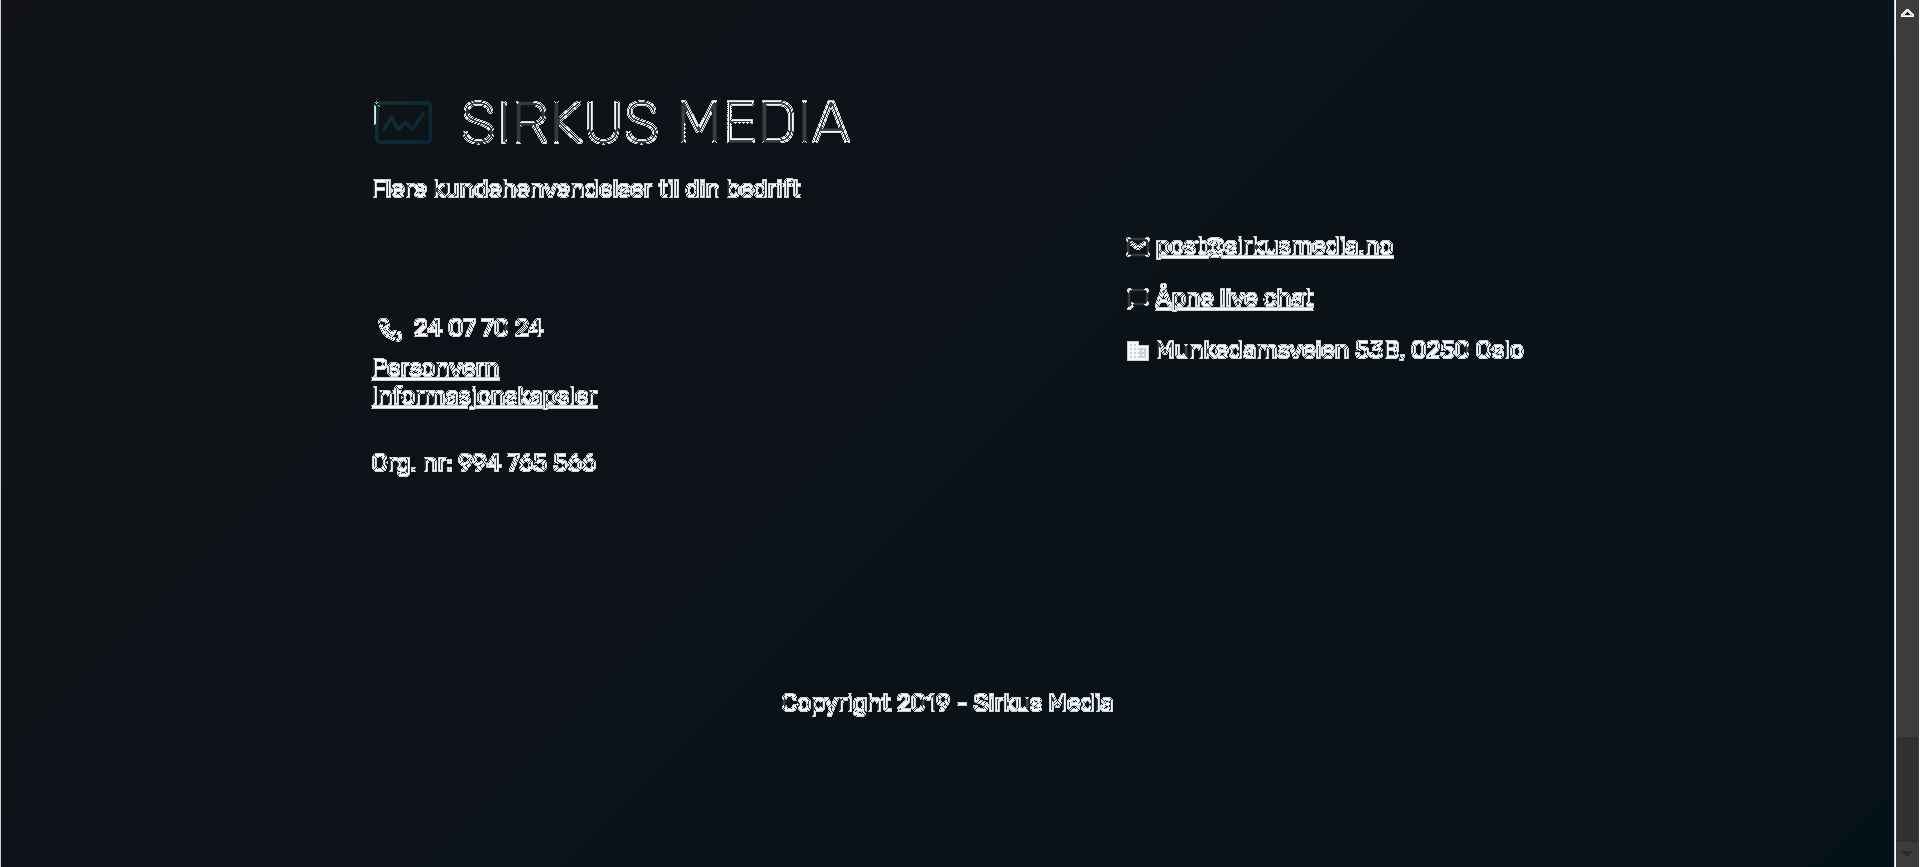 SIRKUS MEDIA
Flere kundehenvendelser til din bedrift
post@sirkusmedia.no
Åpne live chat
24 07 70 24
Munkedamsveien 53B, 0250 Oslo
Personvern
Informasjonskapsler
Org. nr: 994 765 566
Copyright 2019 - Sirkus Media